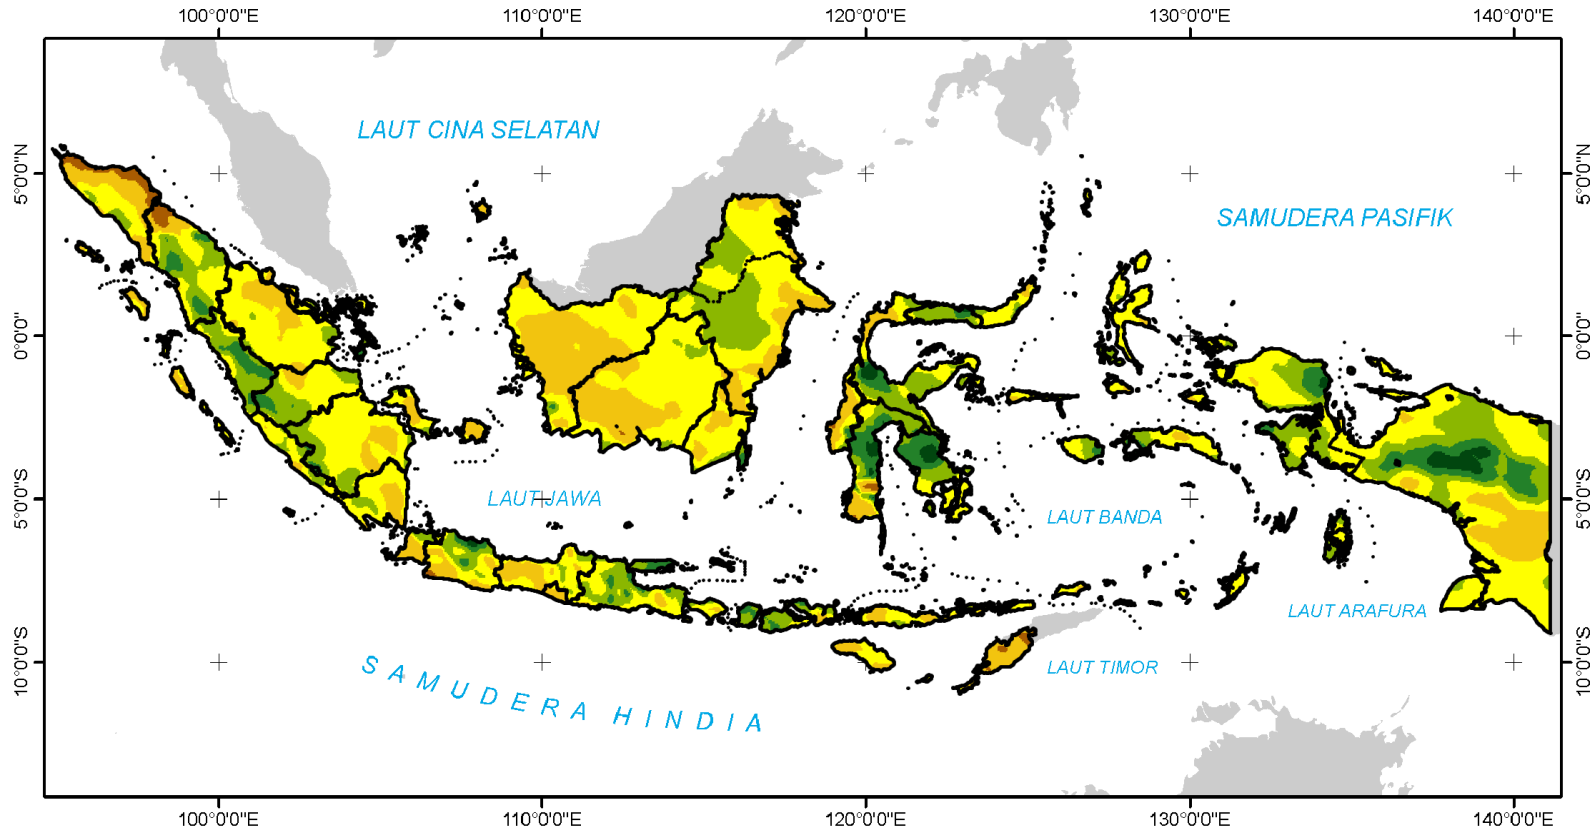 100°0'0"E 110°0'0"E 120°0'0"E 130°0'0"E 140°0'0"E
LAUT CINA SELATAN
5°0'0"N 5°0'0"N
SAMUDERA PASIFIK
0°0'0" 0°0'0"
LAUT JAWA
5°0'0"S 5°0'0"S
LAUT BANDA
LAUT ARAFURA
10°0'0"S 10°0'0"S
LAUT TIMOR
SAMUDERA HINDIA
100°0'0"E 110°0'0"E 120°0'0"E 130°0'0"E 140°0'0"E